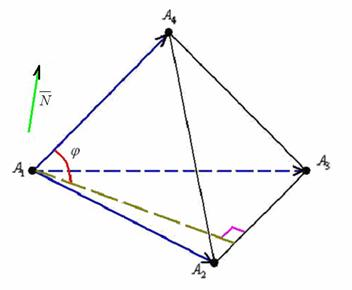 A₄
N̅
φ
A₁
A₃
A₂